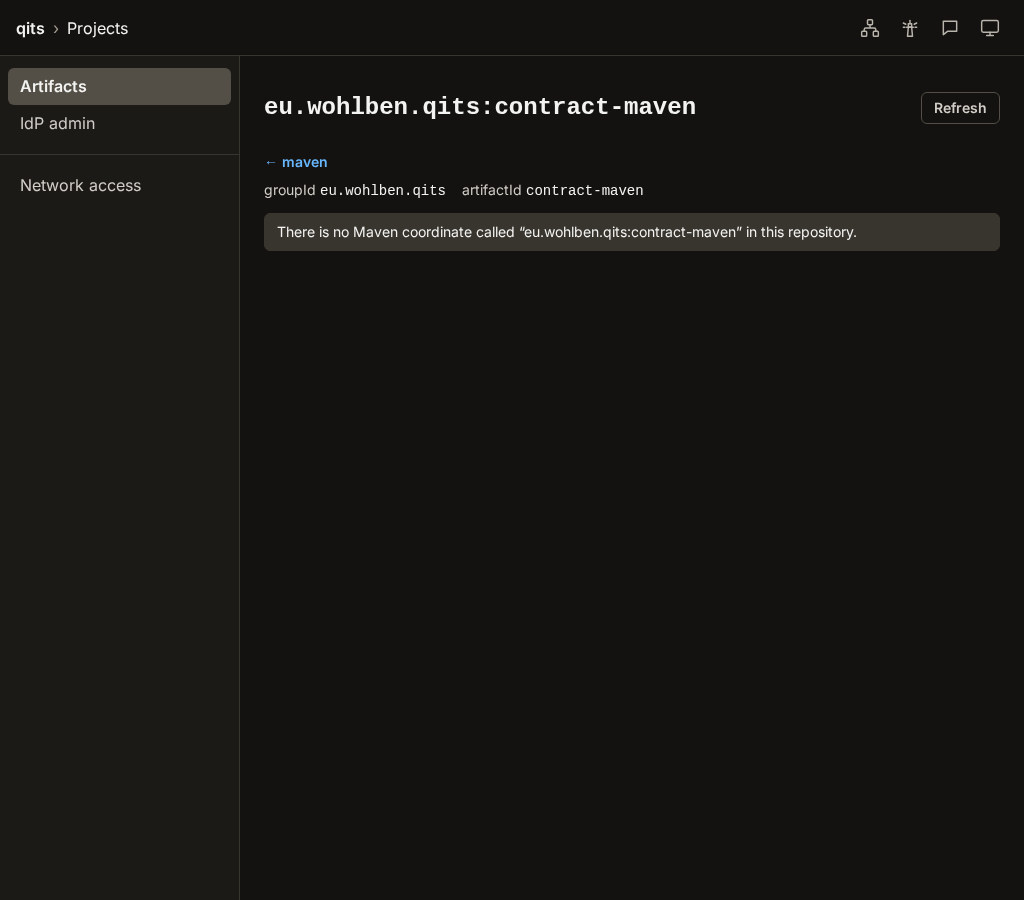 qits › Projects
Artifacts
IdP admin
Network access
eu.wohlben.qits:contract-maven
Refresh
← maven
groupId eu.wohlben.qits artifactId contract-maven
There is no Maven coordinate called “eu.wohlben.qits:contract-maven” in this repository.